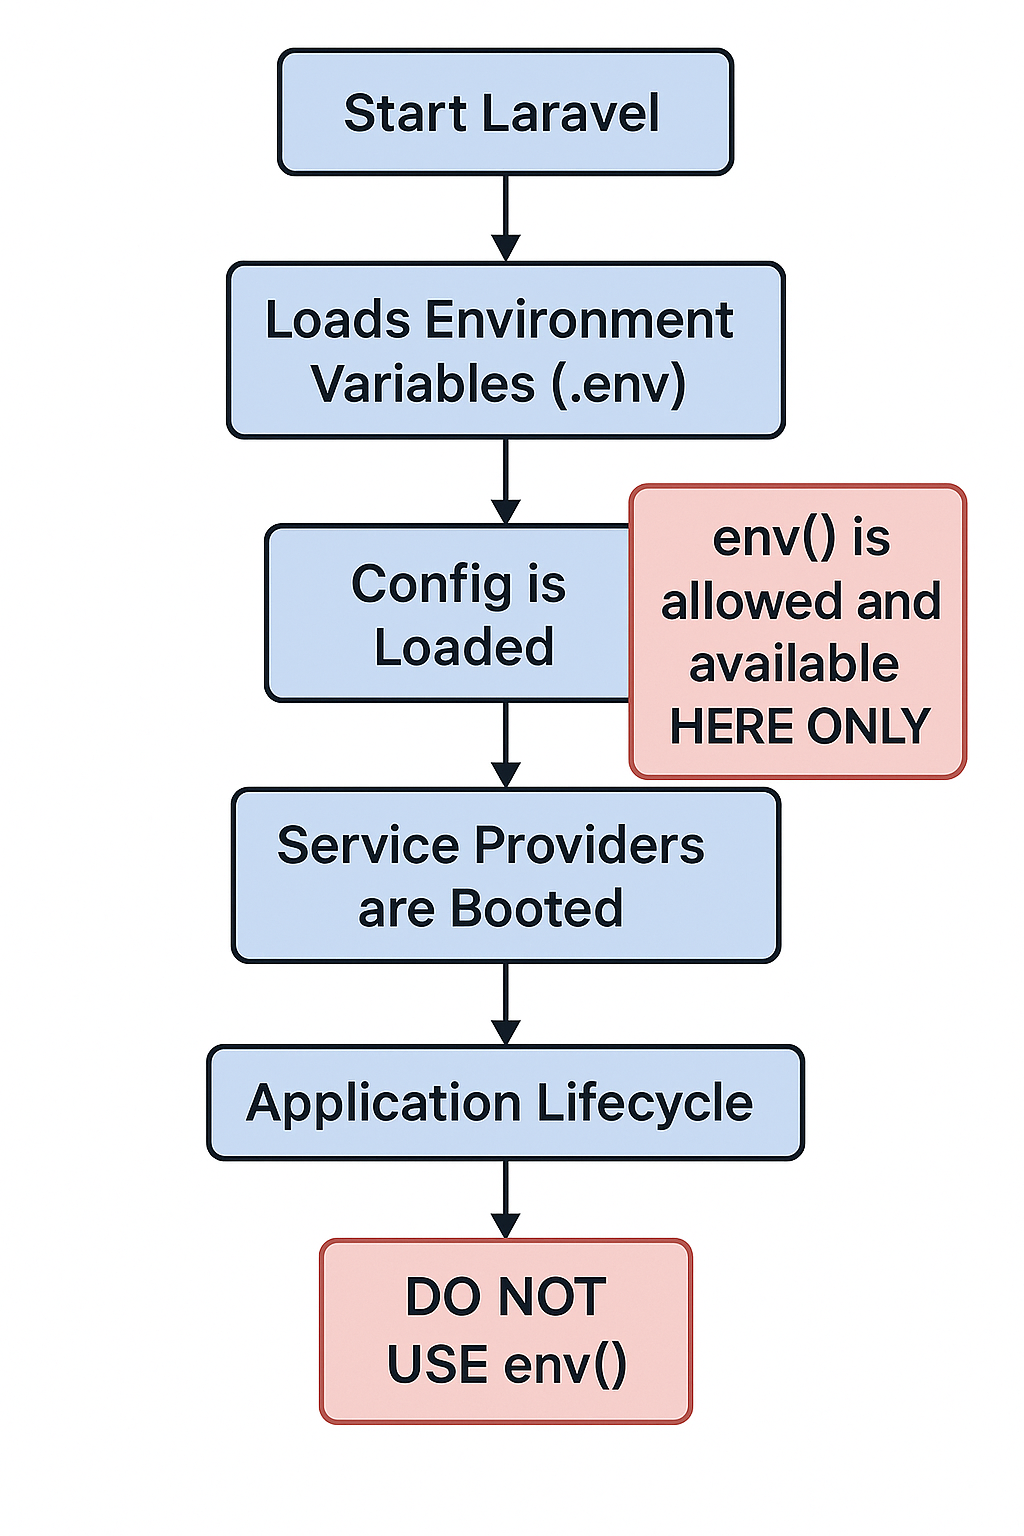 Start Laravel
Loads Environment
Variables (.env)
Config is
Loaded
env() is
allowed and
available
HERE ONLY
Service Providers
are Booted
Application Lifecycle
DO NOT
USE env()